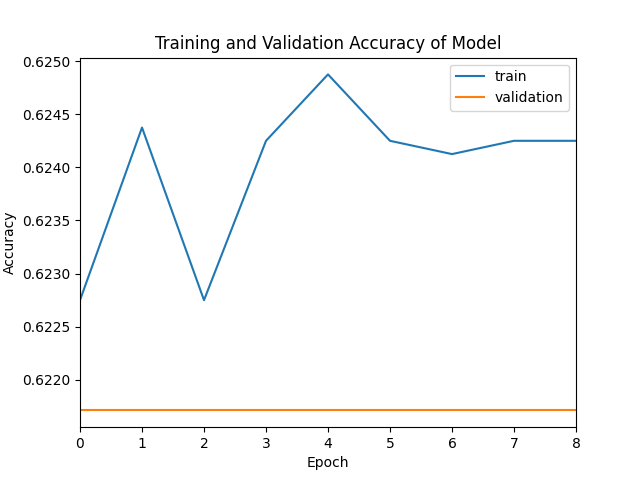 Training and Validation Accuracy of Model
0.6250
0.6245
0.6240
0.6235
0.6230
0.6225
0.6220
Accuracy
train
validation
0 1 2 3 4 5 6 7 8
Epoch